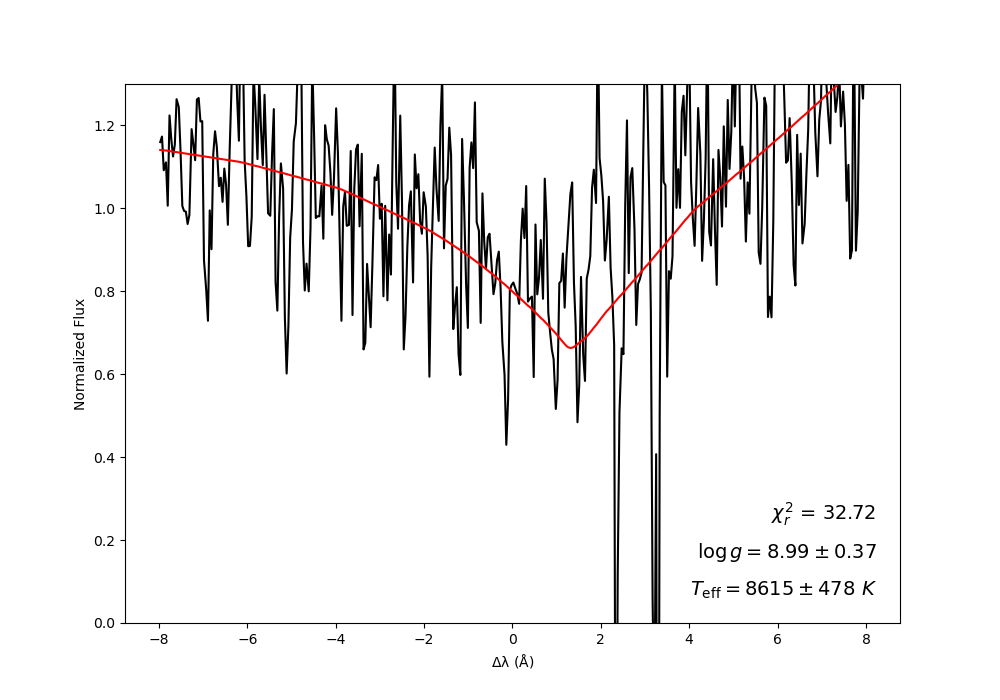 1.2
1.0
0.8
0.6
0.4
0.2
0.0
Normalized Flux
χ²ᵣ = 32.72
log g = 8.99 ± 0.37
T_eff = 8615 ± 478 K
−8 −6 −4 −2 0 2 4 6 8
Δλ (Å)